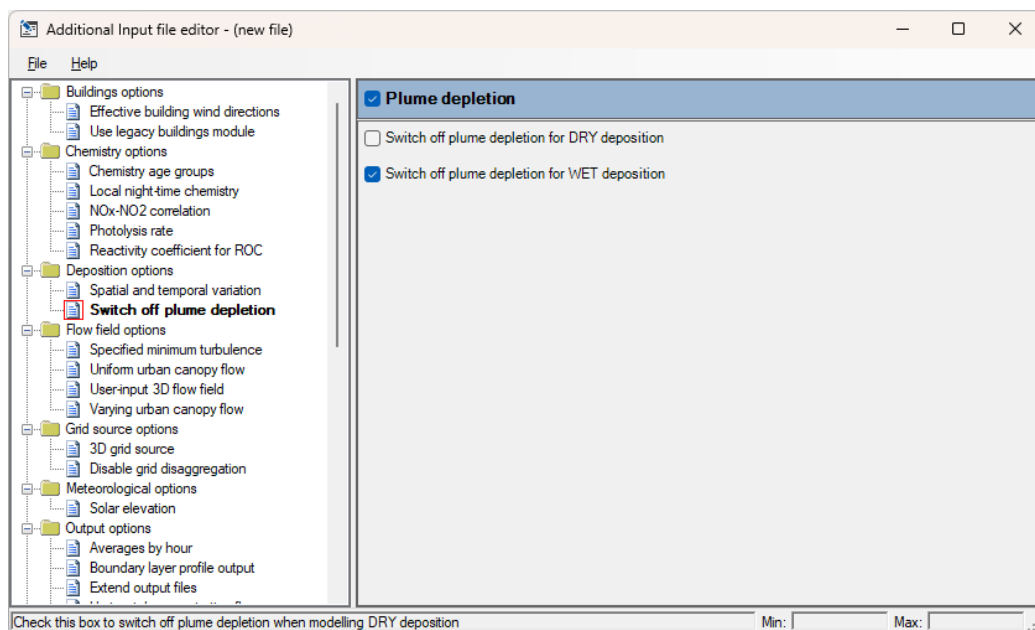 Additional Input file editor - (new file)
File Help
Buildings options
Effective building wind directions
Use legacy buildings module
Chemistry options
Chemistry age groups
Local night-time chemistry
NOx-NO2 correlation
Photolysis rate
Reactivity coefficient for ROC
Deposition options
Spatial and temporal variation
Switch off plume depletion
Flow field options
Specified minimum turbulence
Uniform urban canopy flow
User-input 3D flow field
Varying urban canopy flow
Grid source options
3D grid source
Disable grid disaggregation
Meteorological options
Solar elevation
Output options
Averages by hour
Boundary layer profile output
Extend output files
Plume depletion
Switch off plume depletion for DRY deposition
Switch off plume depletion for WET deposition
Check this box to switch off plume depletion when modelling DRY deposition
Min:
Max: